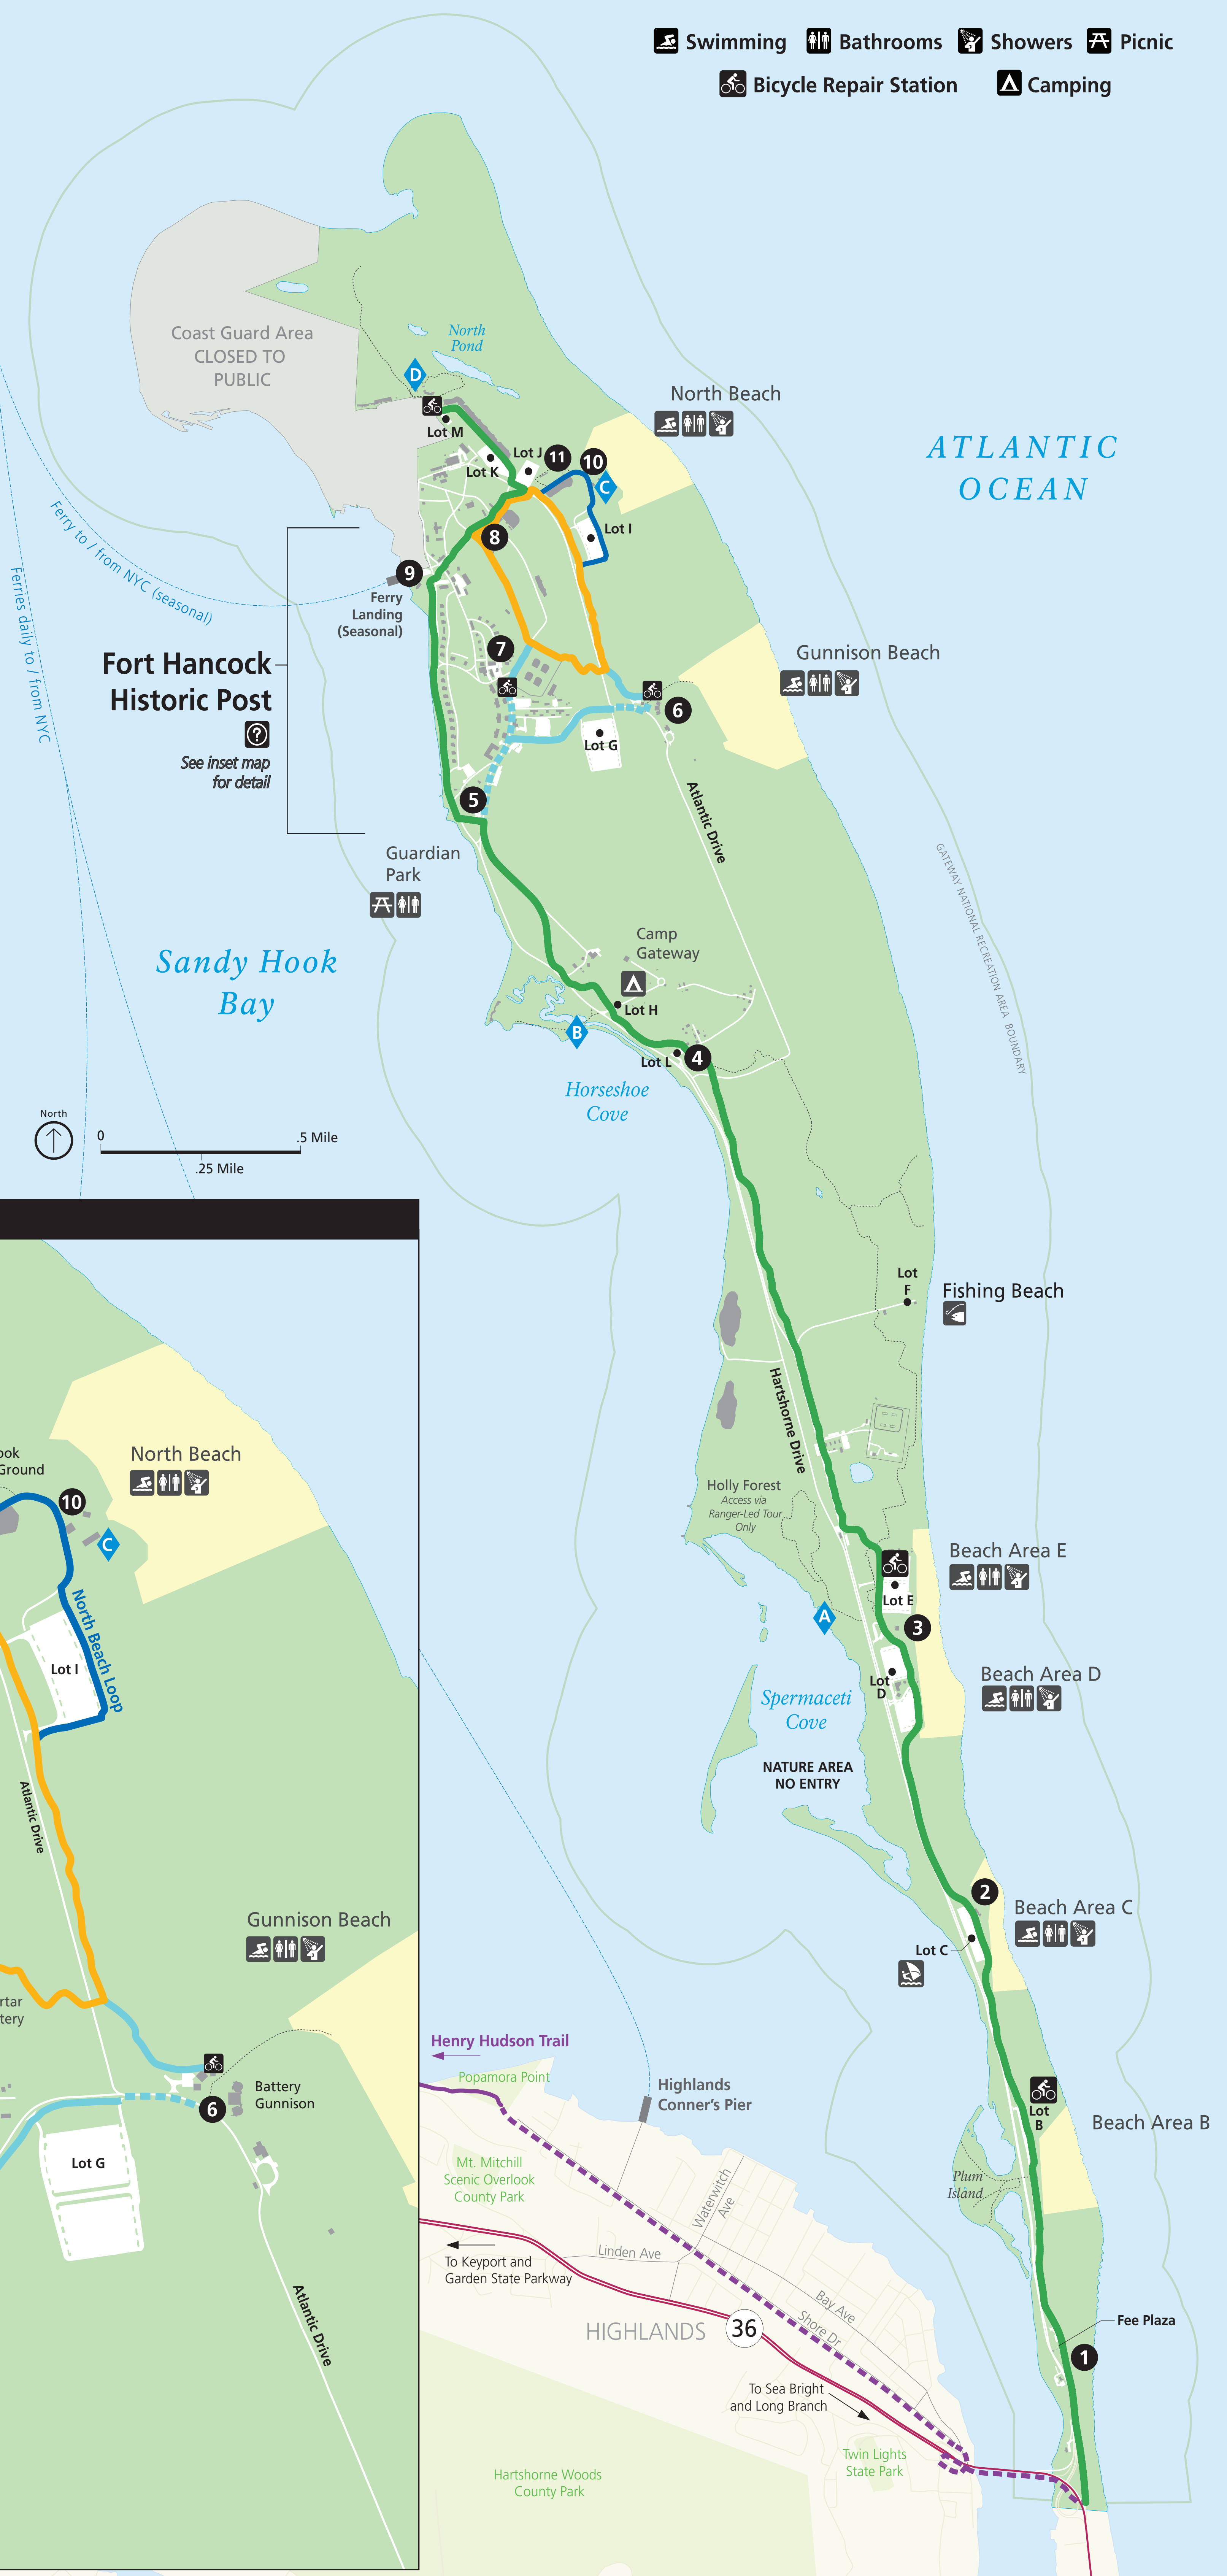 Swimming
Bathrooms
Showers
Picnic
Bicycle Repair Station
Camping
Coast Guard Area
CLOSED TO
PUBLIC
North
Pond
D
Lot M
Lot K
Lot J
11
10
C
Lot I
North Beach
ATLANTIC
OCEAN
8
9
Ferry
Landing
(Seasonal)
Ferry to / from NYC (seasonal)
Ferries daily to / from NYC
Fort Hancock
Historic Post
?
See inset map
for detail
7
6
Gunnison Beach
Lot G
5
Atlantic Drive
Guardian
Park
GATEWAY NATIONAL RECREATION AREA BOUNDARY
Sandy Hook
Bay
Camp
Gateway
Lot H
B
Lot L
4
Horseshoe
Cove
North
0
.5 Mile
.25 Mile
Lot
F
Fishing Beach
Hartshorne Drive
Holly Forest
Access via
Ranger-Led Tour
Only
Beach Area E
Lot E
A
3
Lot
D
Beach Area D
Spermaceti
Cove
NATURE AREA
NO ENTRY
2
Beach Area C
Lot C
Lot
B
Beach Area B
Plum
Island
Fee Plaza
1
ook
Ground
10
North Beach
C
North Beach Loop
Lot I
Atlantic Drive
Gunnison Beach
rtar
tery
Battery
Gunnison
6
Lot G
Atlantic Drive
Henry Hudson Trail
Popamora Point
Highlands
Conner's Pier
Mt. Mitchill
Scenic Overlook
County Park
Waterwitch
Ave
Linden Ave
To Keyport and
Garden State Parkway
Bay Ave
Shore Dr
HIGHLANDS
36
To Sea Bright
and Long Branch
Twin Lights
State Park
Hartshorne Woods
County Park